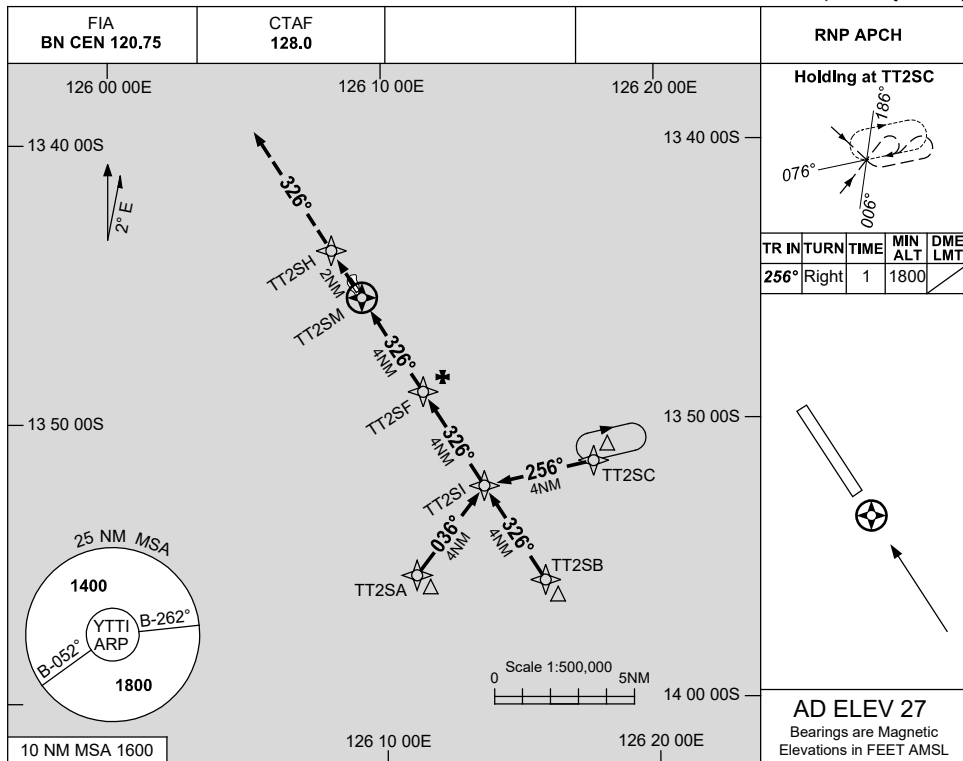 FIA
BN CEN 120.75
CTAF
128.0
RNP APCH
126 00 00E
126 10 00E
126 20 00E
13 40 00S
13 40 00S
2° E
326°
TT2SH
2NM
TT2SM
326°
4NM
TT2SF
13 50 00S
13 50 00S
326°
4NM
TT2SI
256°
4NM
TT2SC
036°
4NM
326°
4NM
TT2SA
TT2SB
25 NM MSA
1400
YTTI
ARP
B-262°
B-052°
1800
Scale 1:500,000
0
5NM
14 00 00S
10 NM MSA 1600
126 10 00E
126 20 00E
Holding at TT2SC
186°
076°
006°
TR IN TURN TIME MIN ALT DME LMT
256° Right 1 1800
AD ELEV 27
Bearings are Magnetic
Elevations in FEET AMSL